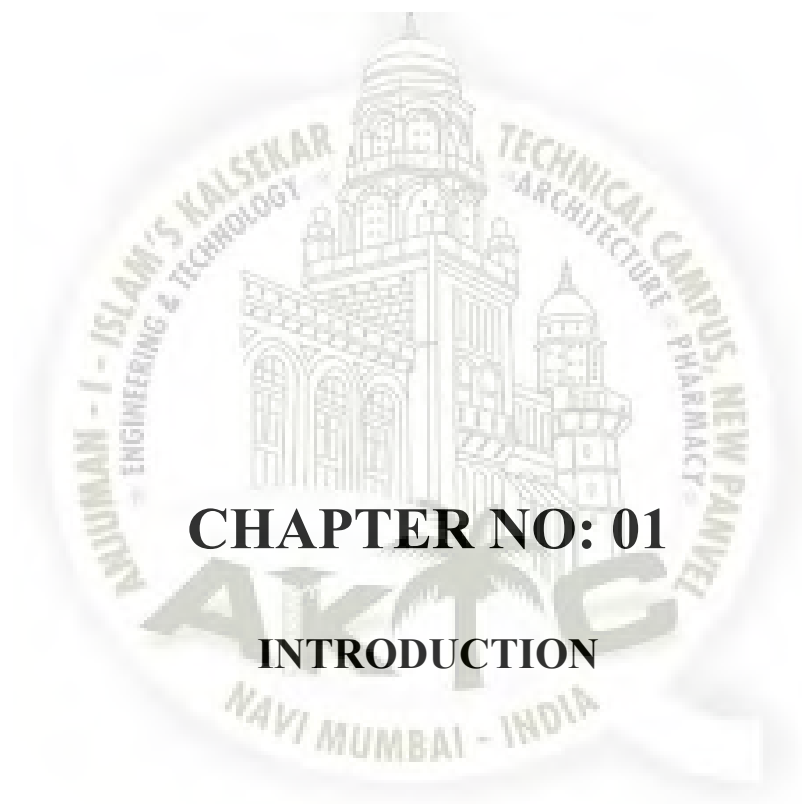 ANJUMAN - I - ISLAM'S KALSEKAR TECHNICAL CAMPUS, NEW PANVEL
ENGINEERING & TECHNOLOGY ARCHITECTURE PHARMACY
CHAPTER NO: 01
AKTC
INTRODUCTION
NAVI MUMBAI - INDIA